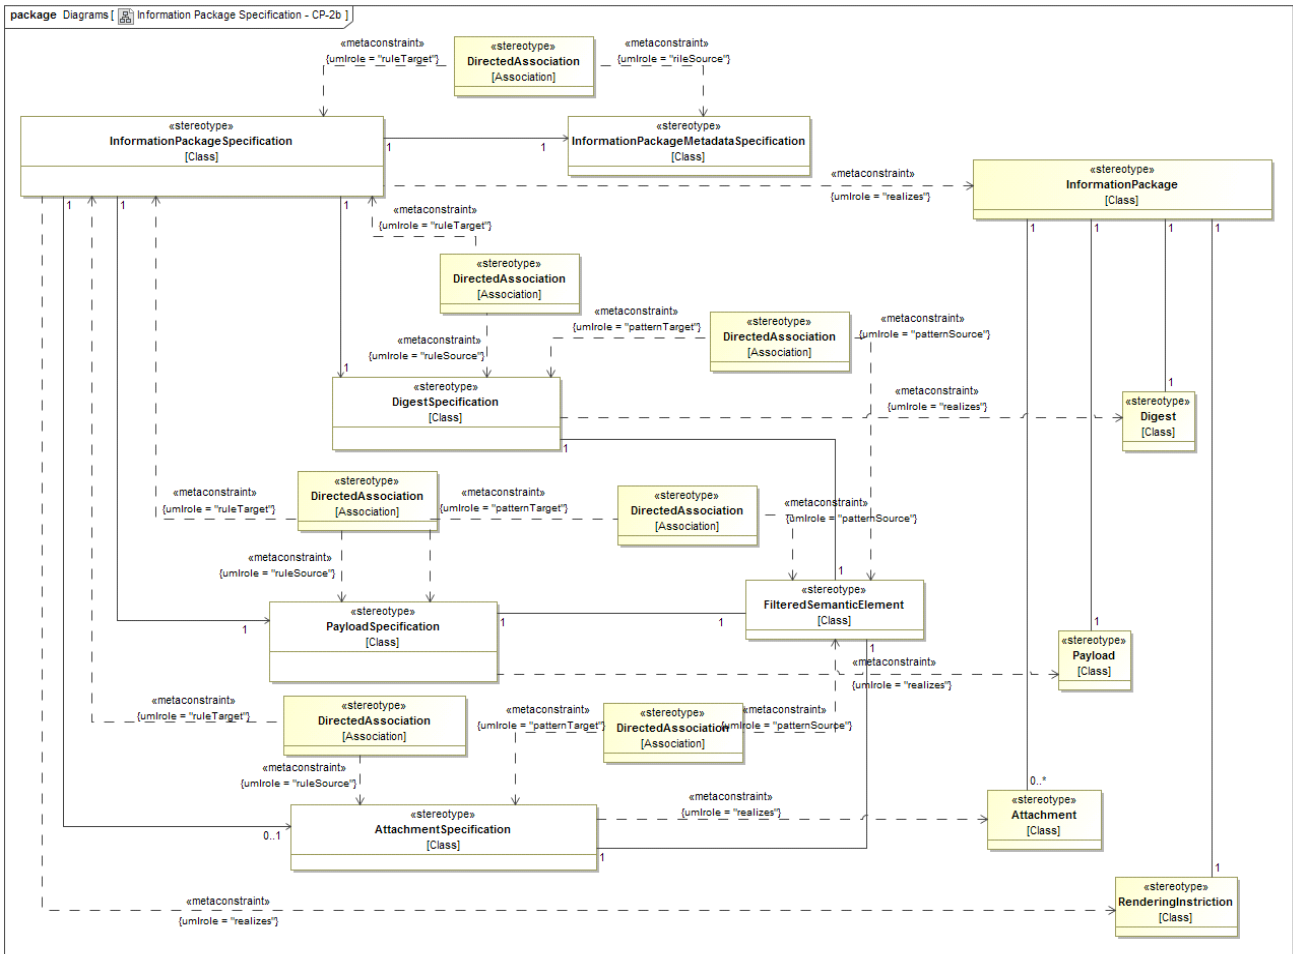 package Diagrams [ Information Package Specification - CP-2b ]
«metaconstraint»
{umlrole = "ruleTarget"}
«stereotype»
DirectedAssociation
[Association]
«metaconstraint»
{umlrole = "rileSource"}
«stereotype»
InformationPackageSpecification
[Class]
1
1
«stereotype»
InformationPackageMetadataSpecification
[Class]
«metaconstraint»
{umlrole = "realizes"}
«stereotype»
InformationPackage
[Class]
1
1
1
«metaconstraint»
{umlrole = "ruleTarget"}
1
1
1
1
«stereotype»
DirectedAssociation
[Association]
«metaconstraint»
{umlrole = "ruleSource"}
«metaconstraint»
{umlrole = "patternTarget"}
«stereotype»
DirectedAssociation
[Association]
«metaconstraint»
{umlrole = "patternSource"}
1
«stereotype»
DigestSpecification
[Class]
1
«metaconstraint»
{umlrole = "realizes"}
1
«stereotype»
Digest
[Class]
«metaconstraint»
{umlrole = "ruleTarget"}
«stereotype»
DirectedAssociation
[Association]
«metaconstraint»
{umlrole = "patternTarget"}
«stereotype»
DirectedAssociation
[Association]
«metaconstraint»
{umlrole = "patternSource"}
«metaconstraint»
{umlrole = "ruleSource"}
1
«stereotype»
FilteredSemanticElement
[Class]
1
1
«stereotype»
PayloadSpecification
[Class]
1
1
1
1
«stereotype»
Payload
[Class]
«metaconstraint»
{umlrole = "realizes"}
«metaconstraint»
{umlrole = "ruleTarget"}
«stereotype»
DirectedAssociation
[Association]
«metaconstraint»
{umlrole = "patternTarget"}
«stereotype»
DirectedAssociation
[Association]
«metaconstraint»
{umlrole = "patternSource"}
«metaconstraint»
{umlrole = "ruleSource"}
0..1
«stereotype»
AttachmentSpecification
[Class]
1
«metaconstraint»
{umlrole = "realizes"}
0..*
«stereotype»
Attachment
[Class]
«metaconstraint»
{umlrole = "realizes"}
1
«stereotype»
RenderingInstriction
[Class]